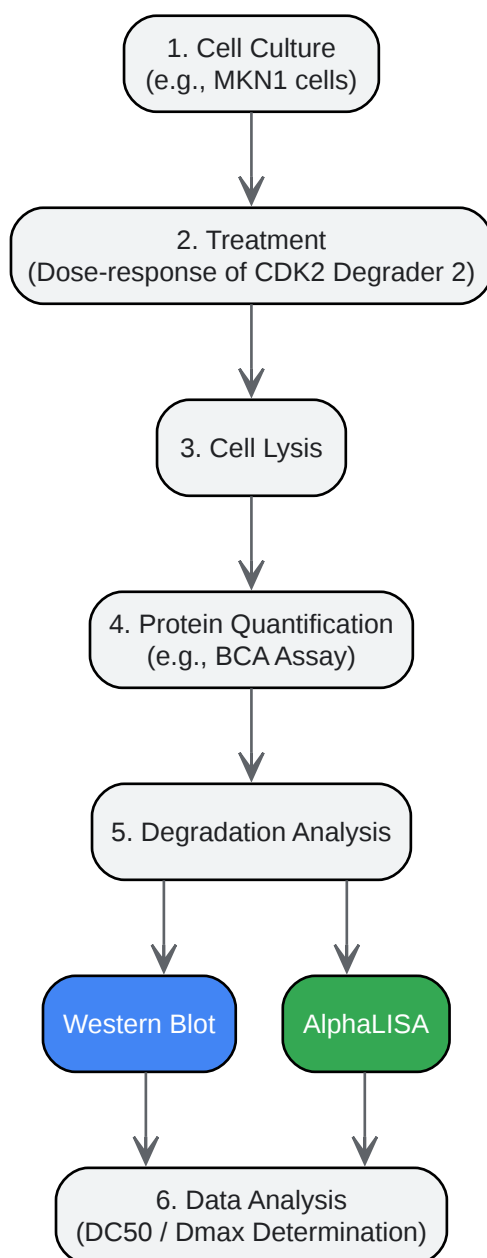 1. Cell Culture
(e.g., MKN1 cells)
2. Treatment
(Dose-response of CDK2 Degrader 2)
3. Cell Lysis
4. Protein Quantification
(e.g., BCA Assay)
5. Degradation Analysis
Western Blot
AlphaLISA
6. Data Analysis
(DC50 / Dmax Determination)